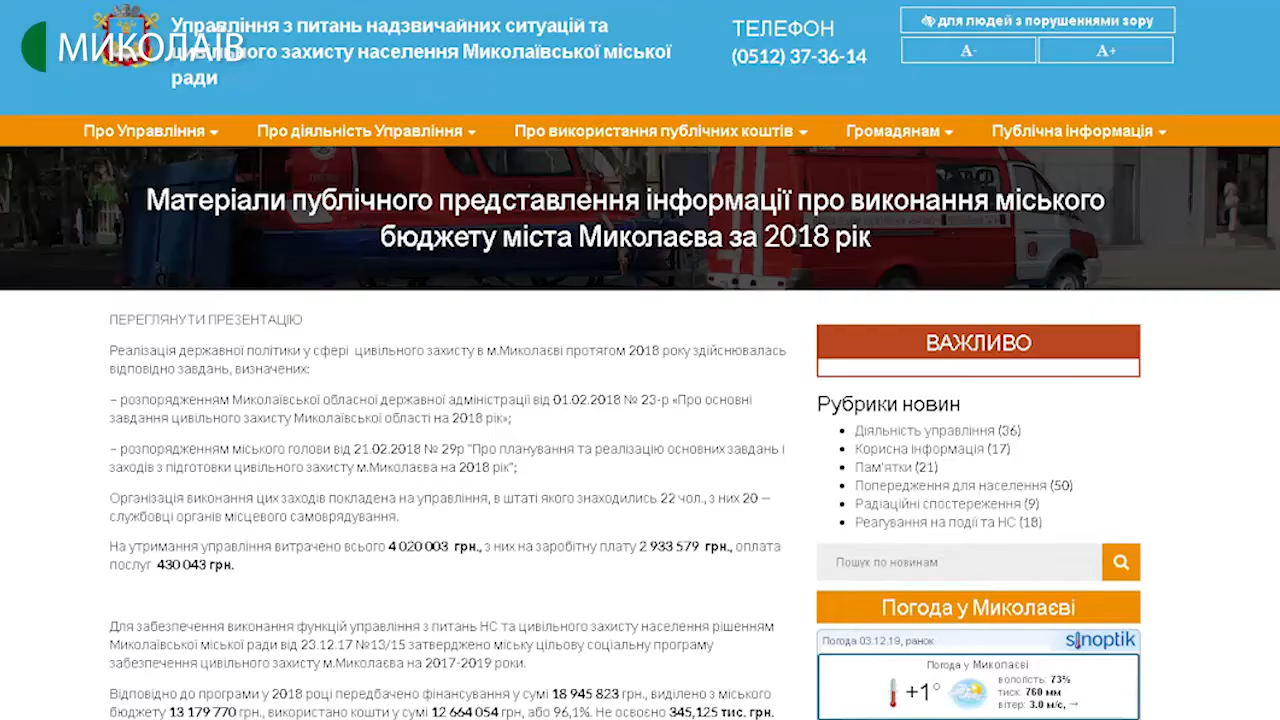 Управління з питань надзвичайних ситуацій та
цивільного захисту населення Миколаївської міської
ради
МИКОЛАЇВ
ТЕЛЕФОН
(0512) 37-36-14
для людей з порушеннями зору
A-
A+
Про Управління
Про діяльність Управління
Про використання публічних коштів
Громадянам
Публічна інформація
Матеріали публічного представлення інформації про виконання міського
бюджету міста Миколаєва за 2018 рік
ПЕРЕГЛЯНУТИ ПРЕЗЕНТАЦІЮ
Реалізація державної політики у сфері цивільного захисту в м.Миколаєві протягом 2018 року здійснювалась
відповідно завдань, визначених:
– розпорядженням Миколаївської обласної державної адміністрації від 01.02.2018 № 23-р «Про основні
завдання цивільного захисту Миколаївської області на 2018 рік»;
– розпорядженням міського голови від 21.02.2018 № 29р "Про планування та реалізацію основних завдань і
заходів з підготовки цивільного захисту м.Миколаєва на 2018 рік";
Організація виконання цих заходів покладена на управління, в штаті якого знаходились 22 чол., з них 20 —
службовці органів місцевого самоврядування.
На утримання управління витрачено всього 4 020 003 грн., з них на заробітну плату 2 933 579 грн., оплата
послуг 430 043 грн.
Для забезпечення виконання функцій управління з питань НС та цивільного захисту населення рішенням
Миколаївської міської ради від 23.12.17 №13/15 затверджено міську цільову соціальну програму
забезпечення цивільного захисту м.Миколаєва на 2017-2019 роки.
Відповідно до програми у 2018 році передбачено фінансування у сумі 18 945 823 грн., виділено з міського
бюджету 13 179 770 грн., використано кошти у сумі 12 664 054 грн, або 96,1%. Не освоєно 345,125 тис. грн.
ВАЖЛИВО
Рубрики новин
Діяльність управління (36)
Корисна інформація (17)
Пам'ятки (21)
Попередження для населення (50)
Радіаційні спостереження (9)
Реагування на події та НС (18)
Пошук по новинам
Погода у Миколаєві
Погода 03.12.19, ранок
sinoptik
Погода у Миколаєві
+1°
вологість: 73%
тиск: 760 мм
вітер: 3.0 м/с, →